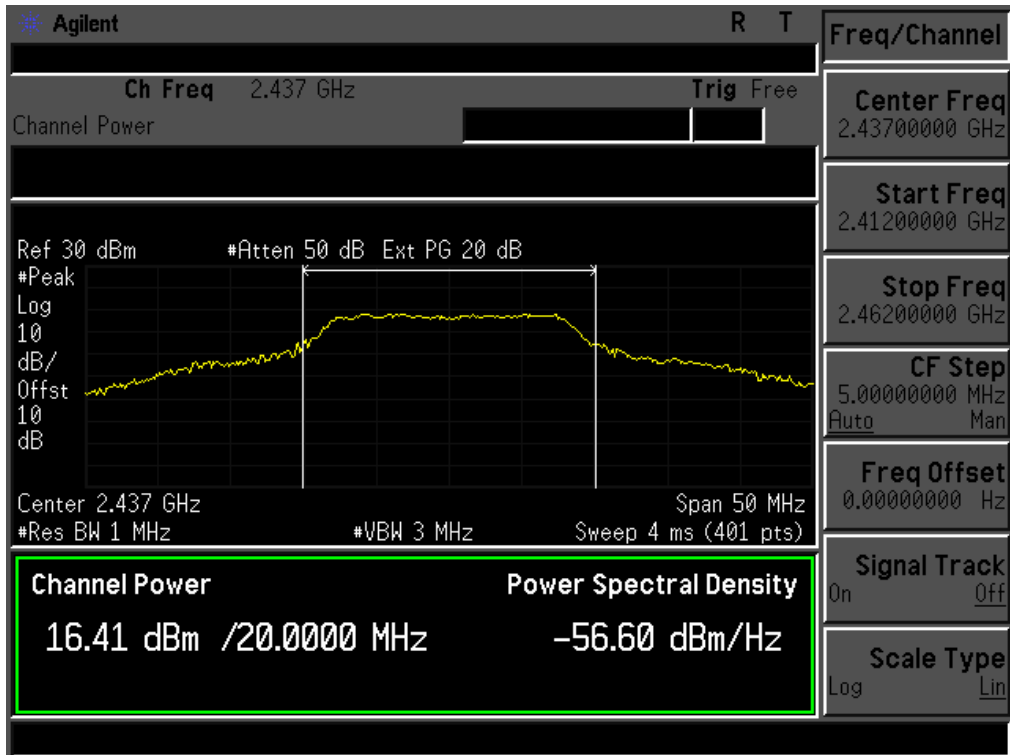 Agilent R T
Ch Freq 2.437 GHz Trig Free
Channel Power
Ref 30 dBm #Atten 50 dB Ext PG 20 dB
#Peak
Log
10
dB/
Offst
10
dB
Center 2.437 GHz Span 50 MHz
#Res BW 1 MHz #VBW 3 MHz Sweep 4 ms (401 pts)
Channel Power Power Spectral Density
16.41 dBm /20.0000 MHz -56.60 dBm/Hz
Freq/Channel
Center Freq
2.43700000 GHz
Start Freq
2.41200000 GHz
Stop Freq
2.46200000 GHz
CF Step
5.00000000 MHz
Auto Man
Freq Offset
0.00000000 Hz
Signal Track
On Off
Scale Type
Log Lin